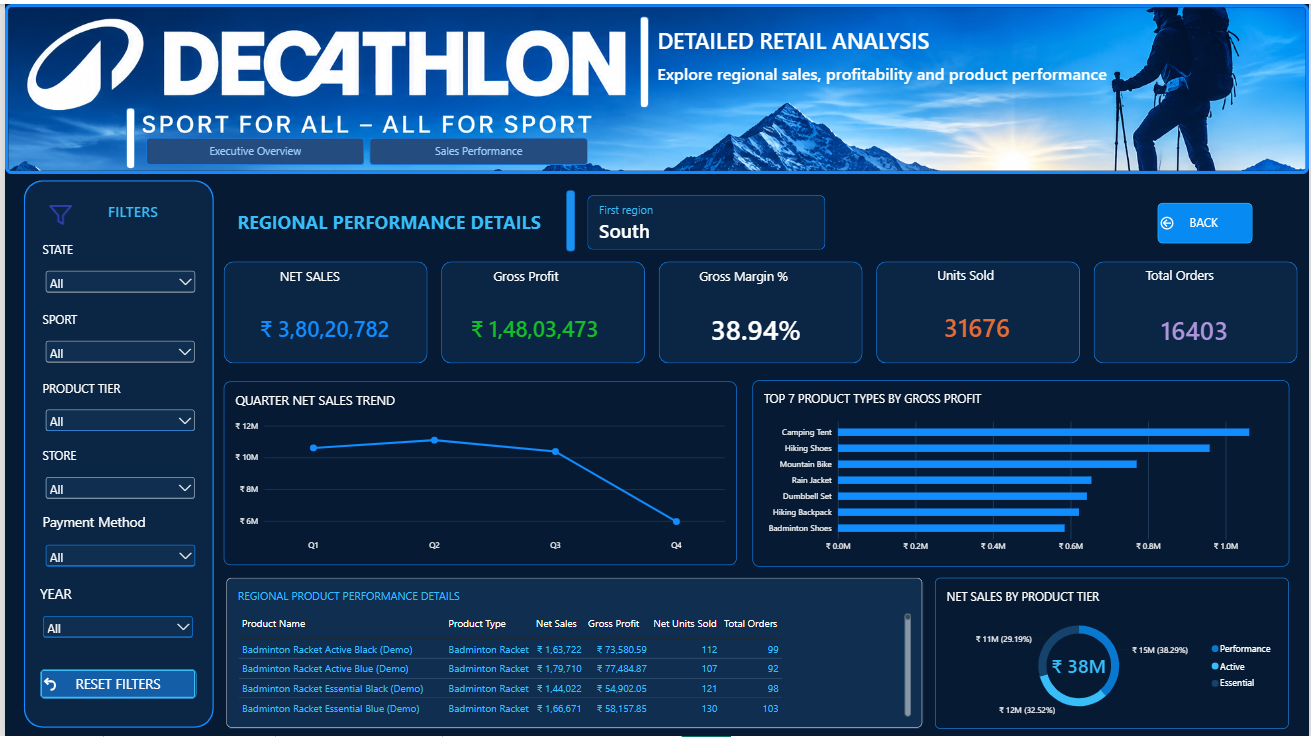 DECATHLON
SPORT FOR ALL – ALL FOR SPORT
DETAILED RETAIL ANALYSIS
Explore regional sales, profitability and product performance
Executive Overview
Sales Performance
FILTERS
STATE
All
SPORT
All
PRODUCT TIER
All
STORE
All
Payment Method
All
YEAR
All
RESET FILTERS
REGIONAL PERFORMANCE DETAILS
First region
South
BACK
NET SALES
₹ 3,80,20,782
Gross Profit
₹ 1,48,03,473
Gross Margin %
38.94%
Units Sold
31676
Total Orders
16403
QUARTER NET SALES TREND
₹ 12M
₹ 10M
₹ 8M
₹ 6M
Q1 Q2 Q3 Q4
TOP 7 PRODUCT TYPES BY GROSS PROFIT
Camping Tent
Hiking Shoes
Mountain Bike
Rain Jacket
Dumbbell Set
Hiking Backpack
Badminton Shoes
₹ 0.0M ₹ 0.2M ₹ 0.4M ₹ 0.6M ₹ 0.8M ₹ 1.0M
REGIONAL PRODUCT PERFORMANCE DETAILS
Product Name Product Type Net Sales Gross Profit Net Units Sold Total Orders
Badminton Racket Active Black (Demo) Badminton Racket ₹ 1,63,722 ₹ 73,580.59 112 99
Badminton Racket Active Blue (Demo) Badminton Racket ₹ 1,79,710 ₹ 77,484.87 107 92
Badminton Racket Essential Black (Demo) Badminton Racket ₹ 1,44,022 ₹ 54,902.05 121 98
Badminton Racket Essential Blue (Demo) Badminton Racket ₹ 1,66,671 ₹ 58,157.85 130 103
NET SALES BY PRODUCT TIER
₹ 11M (29.19%)
₹ 15M (38.29%)
₹ 38M
₹ 12M (32.52%)
Performance
Active
Essential